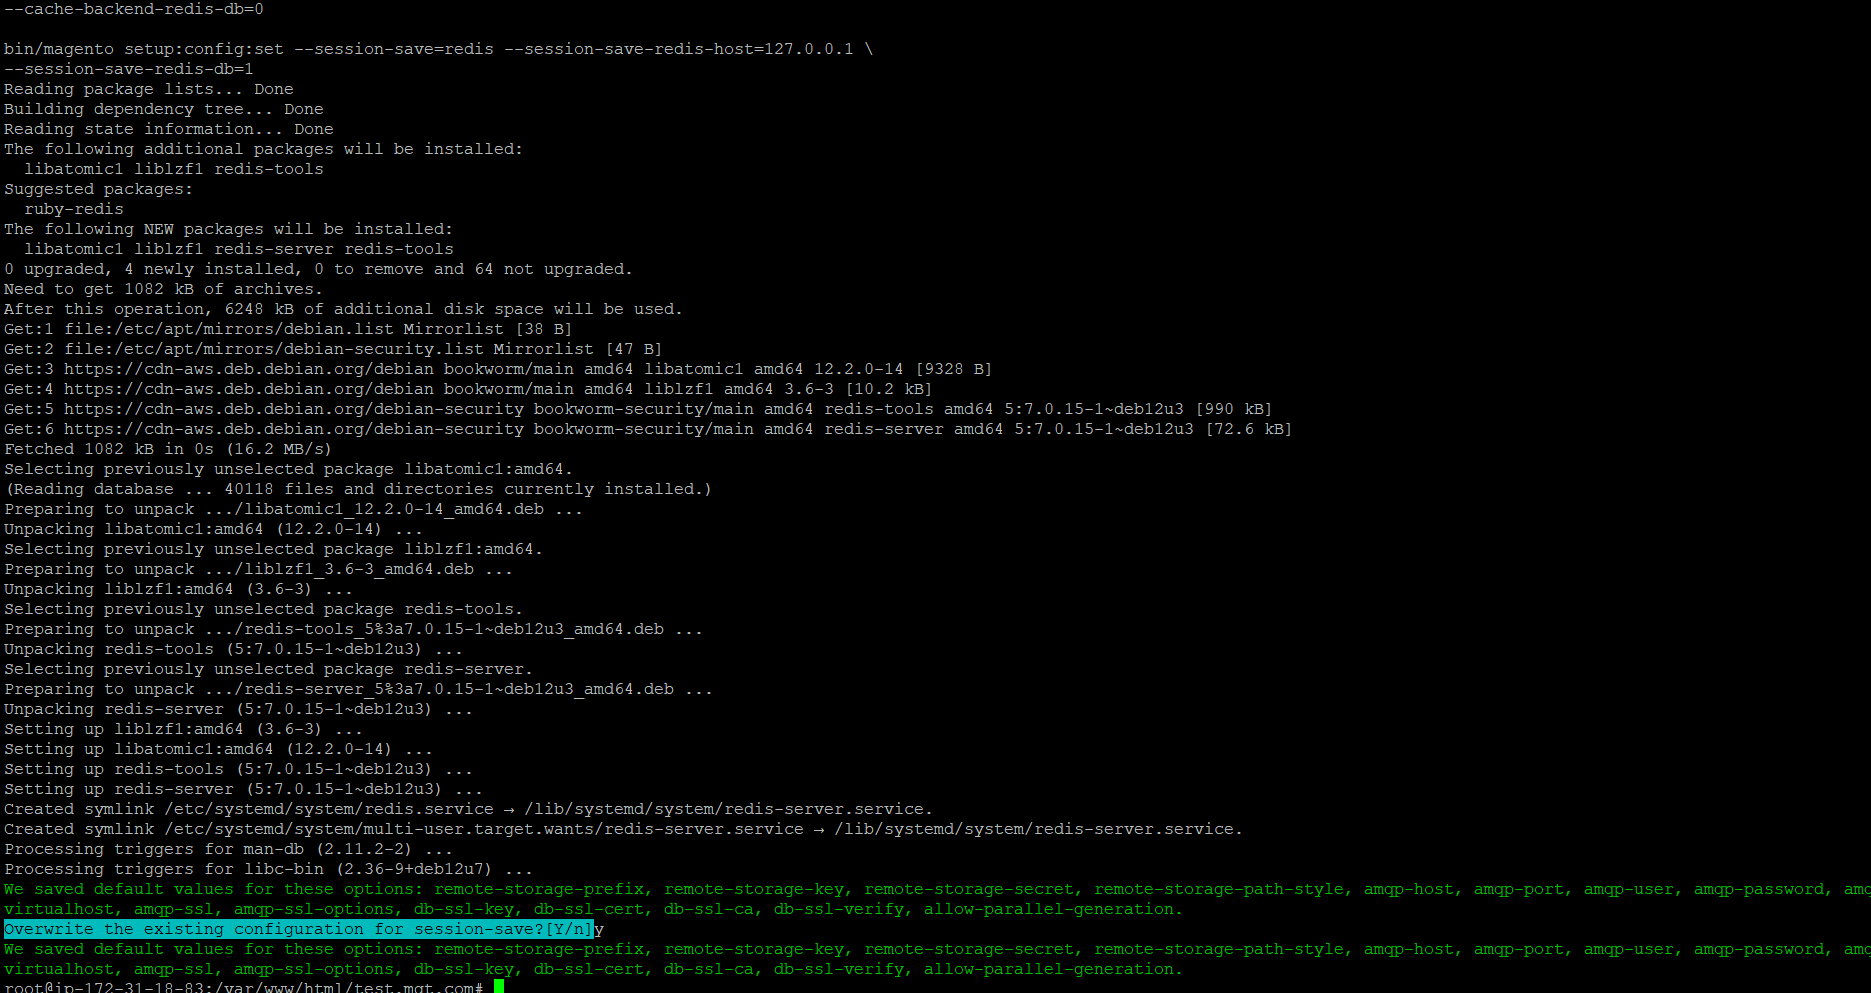 --cache-backend-redis-db=0
bin/magento setup:config:set --session-save=redis --session-save-redis-host=127.0.0.1 \
--session-save-redis-db=1
Reading package lists... Done
Building dependency tree... Done
Reading state information... Done
The following additional packages will be installed:
  libatomic1 liblzf1 redis-tools
Suggested packages:
  ruby-redis
The following NEW packages will be installed:
  libatomic1 liblzf1 redis-server redis-tools
0 upgraded, 4 newly installed, 0 to remove and 64 not upgraded.
Need to get 1082 kB of archives.
After this operation, 6248 kB of additional disk space will be used.
Get:1 file:/etc/apt/mirrors/debian.list Mirrorlist [38 B]
Get:2 file:/etc/apt/mirrors/debian-security.list Mirrorlist [47 B]
Get:3 https://cdn-aws.deb.debian.org/debian bookworm/main amd64 libatomic1 amd64 12.2.0-14 [9328 B]
Get:4 https://cdn-aws.deb.debian.org/debian bookworm/main amd64 liblzf1 amd64 3.6-3 [10.2 kB]
Get:5 https://cdn-aws.deb.debian.org/debian-security bookworm-security/main amd64 redis-tools amd64 5:7.0.15-1~deb12u3 [990 kB]
Get:6 https://cdn-aws.deb.debian.org/debian-security bookworm-security/main amd64 redis-server amd64 5:7.0.15-1~deb12u3 [72.6 kB]
Fetched 1082 kB in 0s (16.2 MB/s)
Selecting previously unselected package libatomic1:amd64.
(Reading database ... 40118 files and directories currently installed.)
Preparing to unpack .../libatomic1_12.2.0-14_amd64.deb ...
Unpacking libatomic1:amd64 (12.2.0-14) ...
Selecting previously unselected package liblzf1:amd64.
Preparing to unpack .../liblzf1_3.6-3_amd64.deb ...
Unpacking liblzf1:amd64 (3.6-3) ...
Selecting previously unselected package redis-tools.
Preparing to unpack .../redis-tools_5%3a7.0.15-1~deb12u3_amd64.deb ...
Unpacking redis-tools (5:7.0.15-1~deb12u3) ...
Selecting previously unselected package redis-server.
Preparing to unpack .../redis-server_5%3a7.0.15-1~deb12u3_amd64.deb ...
Unpacking redis-server (5:7.0.15-1~deb12u3) ...
Setting up liblzf1:amd64 (3.6-3) ...
Setting up libatomic1:amd64 (12.2.0-14) ...
Setting up redis-tools (5:7.0.15-1~deb12u3) ...
Setting up redis-server (5:7.0.15-1~deb12u3) ...
Created symlink /etc/systemd/system/redis.service → /lib/systemd/system/redis-server.service.
Created symlink /etc/systemd/system/multi-user.target.wants/redis-server.service → /lib/systemd/system/redis-server.service.
Processing triggers for man-db (2.11.2-2) ...
Processing triggers for libc-bin (2.36-9+deb12u7) ...
We saved default values for these options: remote-storage-prefix, remote-storage-key, remote-storage-secret, remote-storage-path-style, amqp-host, amqp-port, amqp-user, amqp-password, amq
virtualhost, amqp-ssl, amqp-ssl-options, db-ssl-key, db-ssl-cert, db-ssl-ca, db-ssl-verify, allow-parallel-generation.
Overwrite the existing configuration for session-save?[Y/n]y
We saved default values for these options: remote-storage-prefix, remote-storage-key, remote-storage-secret, remote-storage-path-style, amqp-host, amqp-port, amqp-user, amqp-password, amq
virtualhost, amqp-ssl, amqp-ssl-options, db-ssl-key, db-ssl-cert, db-ssl-ca, db-ssl-verify, allow-parallel-generation.
root@ip-172-31-18-83:/var/www/html/test.mgt.com#